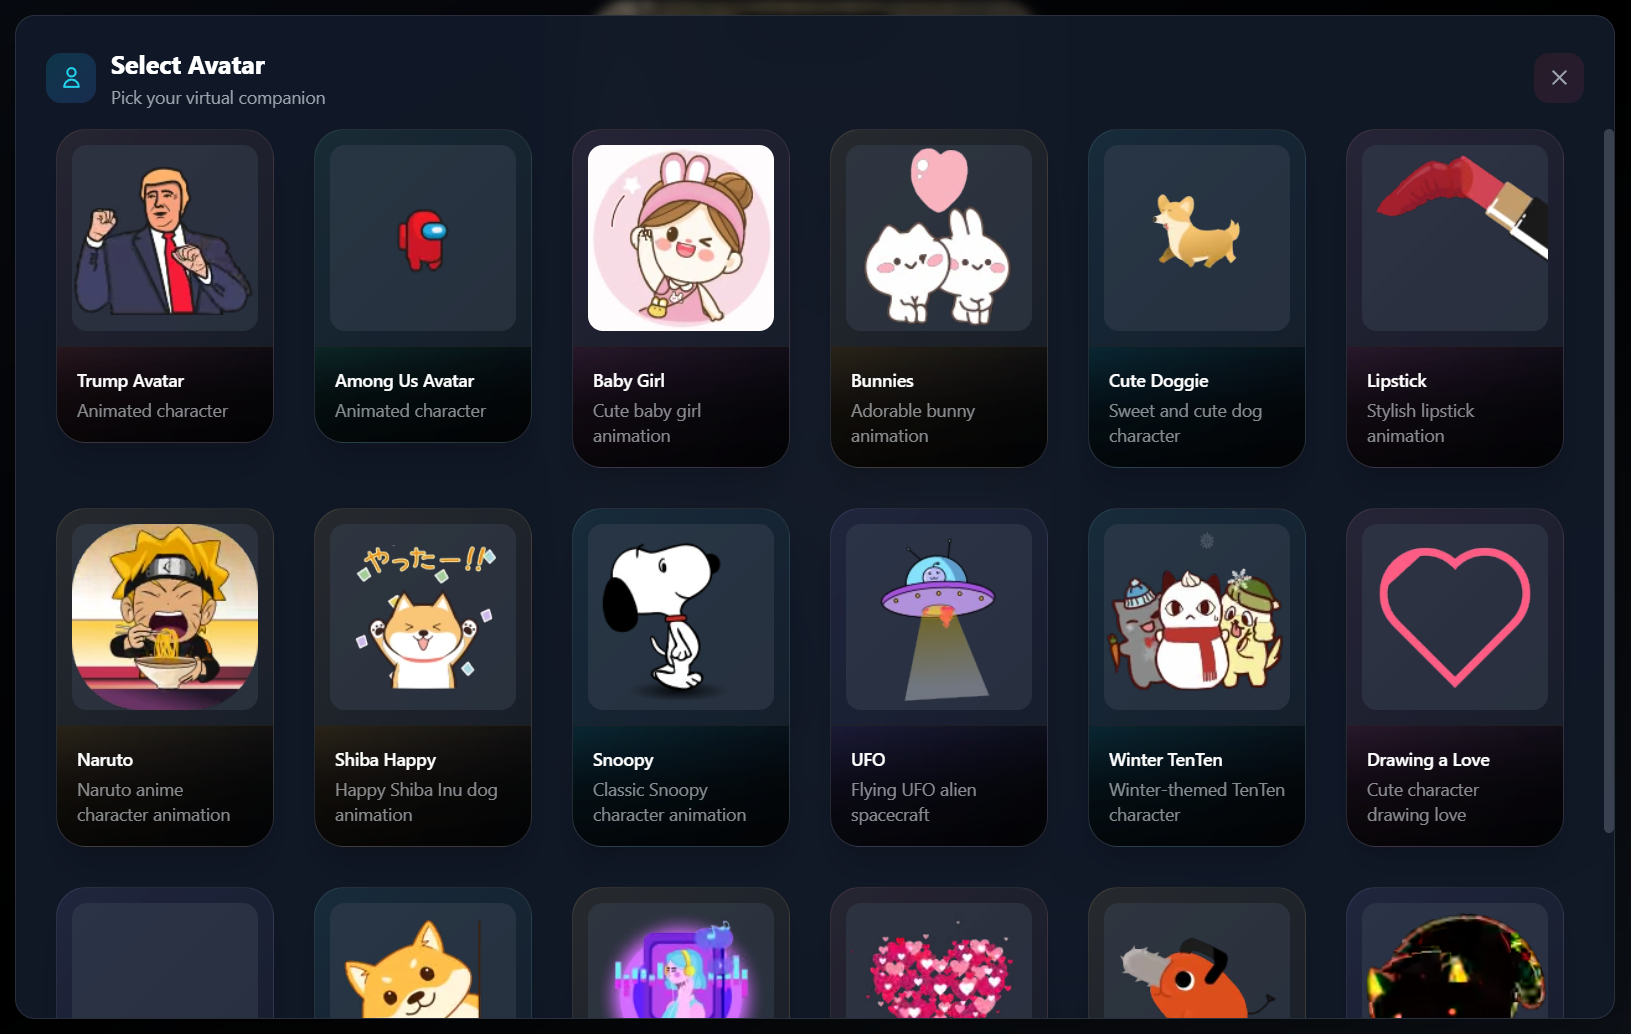 Select Avatar
Pick your virtual companion
Trump Avatar
Animated character
Among Us Avatar
Animated character
Baby Girl
Cute baby girl
animation
Bunnies
Adorable bunny
animation
Cute Doggie
Sweet and cute dog
character
Lipstick
Stylish lipstick
animation
やったー!!
Naruto
Naruto anime
character animation
Shiba Happy
Happy Shiba Inu dog
animation
Snoopy
Classic Snoopy
character animation
UFO
Flying UFO alien
spacecraft
Winter TenTen
Winter-themed TenTen
character
Drawing a Love
Cute character
drawing love